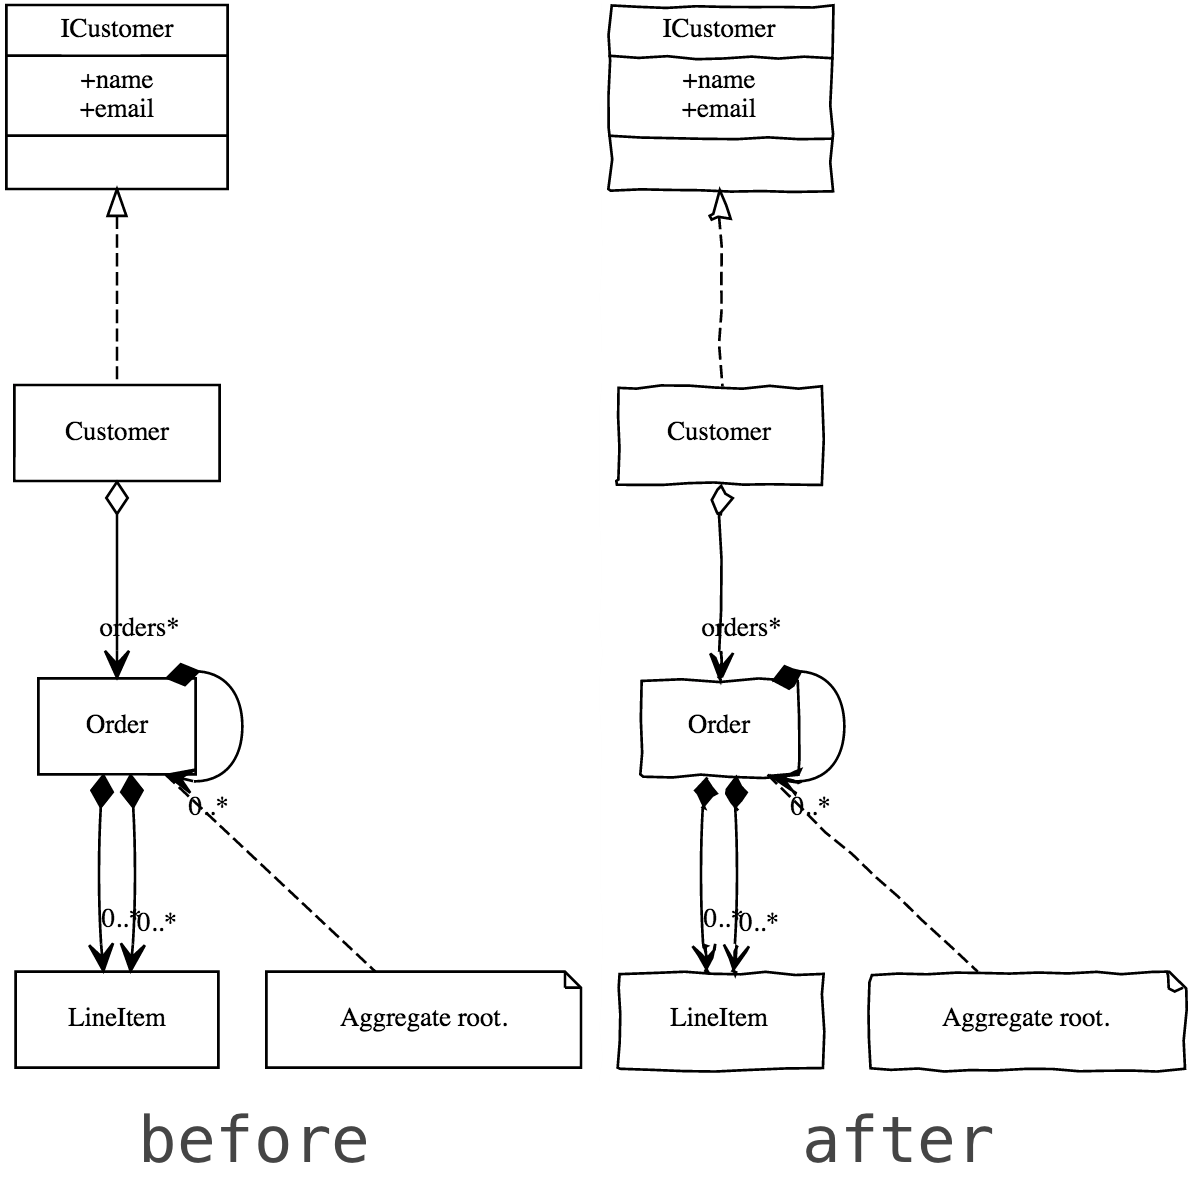 ICustomer
+name
+email
Customer
orders*
Order
0..*
0..*
0..*
LineItem
Aggregate root.
before
ICustomer
+name
+email
Customer
orders*
Order
0..*
0..*
0..*
LineItem
Aggregate root.
after